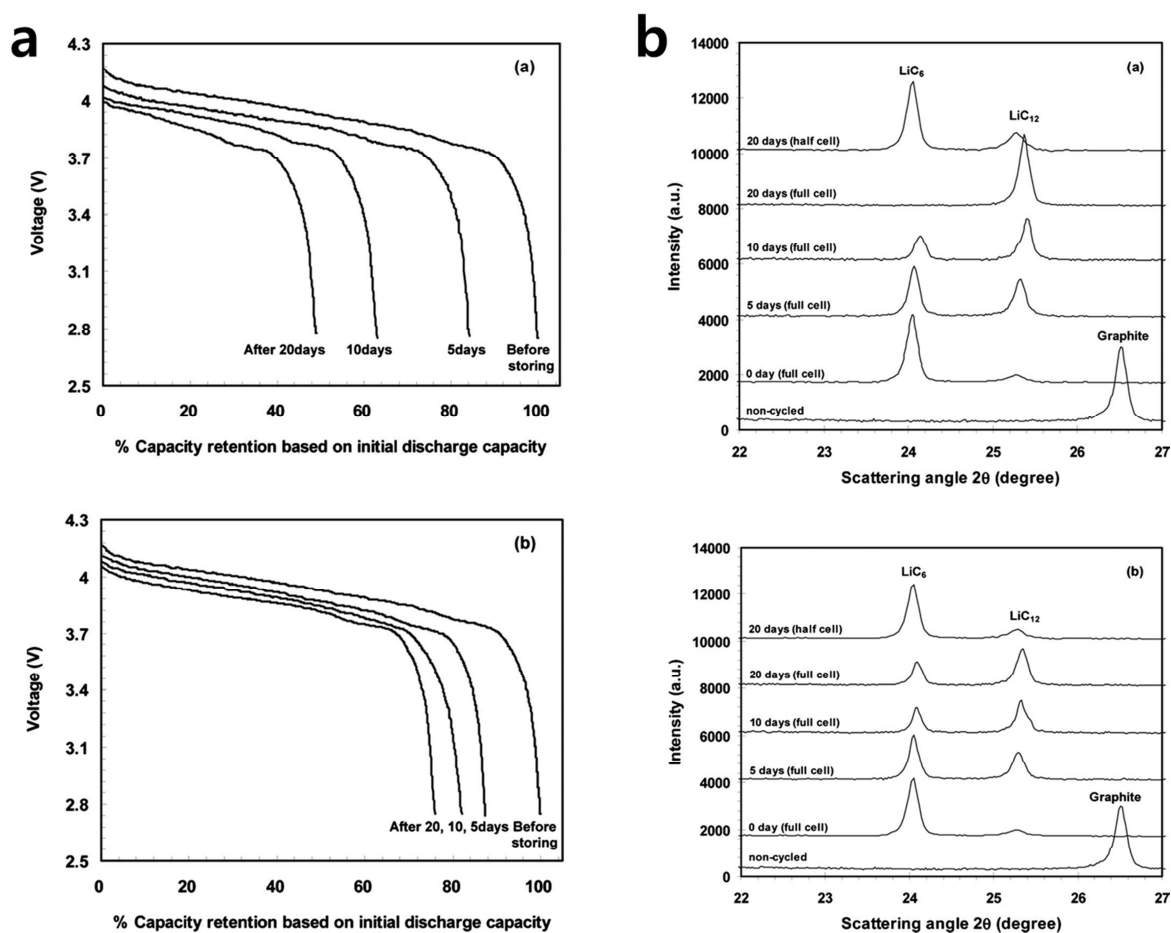 a
4.3
4
3.7
3.4
3.1
2.8
2.5
Voltage (V)
(a)
After 20days
10days
5days
Before
storing
0
20
40
60
80
100
% Capacity retention based on initial discharge capacity
4.3
4
3.7
3.4
3.1
2.8
2.5
Voltage (V)
(b)
After 20, 10, 5days
Before
storing
0
20
40
60
80
100
% Capacity retention based on initial discharge capacity
b
14000
12000
10000
8000
6000
4000
2000
0
Intensity (a.u.)
(a)
LiC6
LiC12
20 days (half cell)
20 days (full cell)
10 days (full cell)
5 days (full cell)
Graphite
0 day (full cell)
non-cycled
22
23
24
25
26
27
Scattering angle 2θ (degree)
14000
12000
10000
8000
6000
4000
2000
0
Intensity (a.u.)
(b)
LiC6
LiC12
20 days (half cell)
20 days (full cell)
10 days (full cell)
5 days (full cell)
Graphite
0 day (full cell)
non-cycled
22
23
24
25
26
27
Scattering angle 2θ (degree)